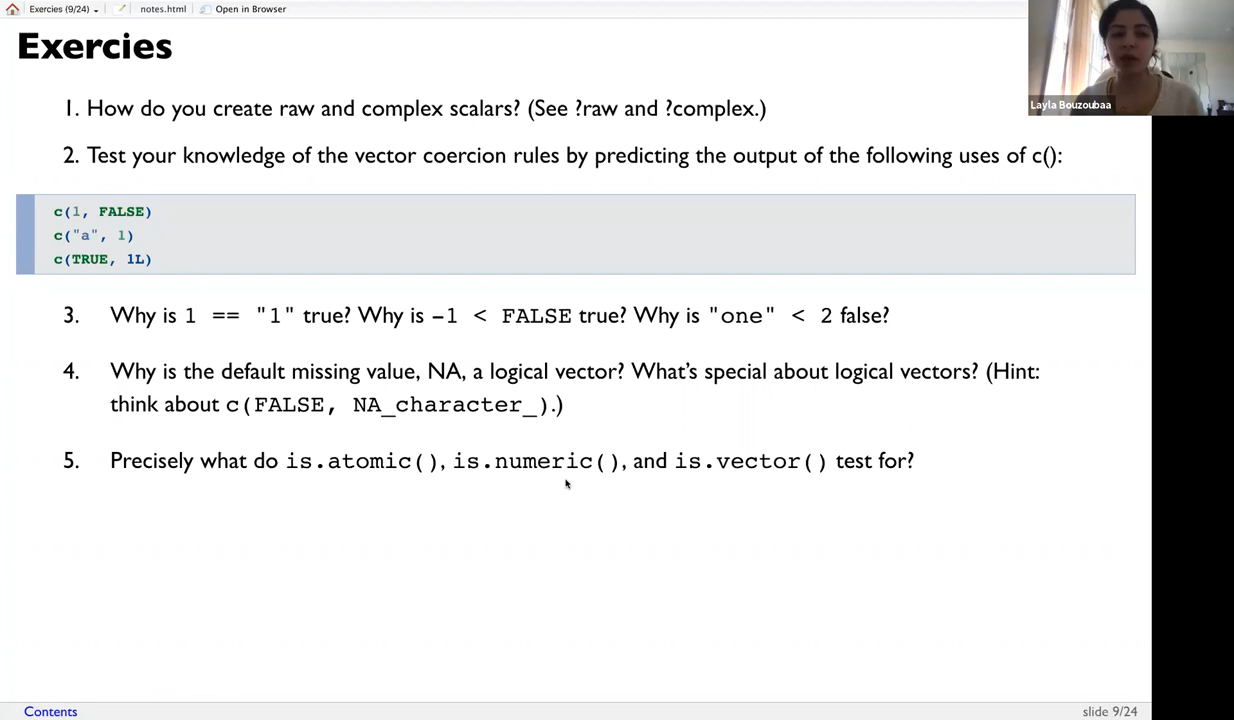 Exercies (9/24) notes.html Open in Browser
Exercies
Layla Bouzoubaa
1. How do you create raw and complex scalars? (See ?raw and ?complex.)
2. Test your knowledge of the vector coercion rules by predicting the output of the following uses of c():
c(1, FALSE)
c("a", 1)
c(TRUE, 1L)
3. Why is 1 == "1" true? Why is -1 < FALSE true? Why is "one" < 2 false?
4. Why is the default missing value, NA, a logical vector? What's special about logical vectors? (Hint:
think about c(FALSE, NA_character_).)
5. Precisely what do is.atomic(), is.numeric(), and is.vector() test for?
Contents
slide 9/24